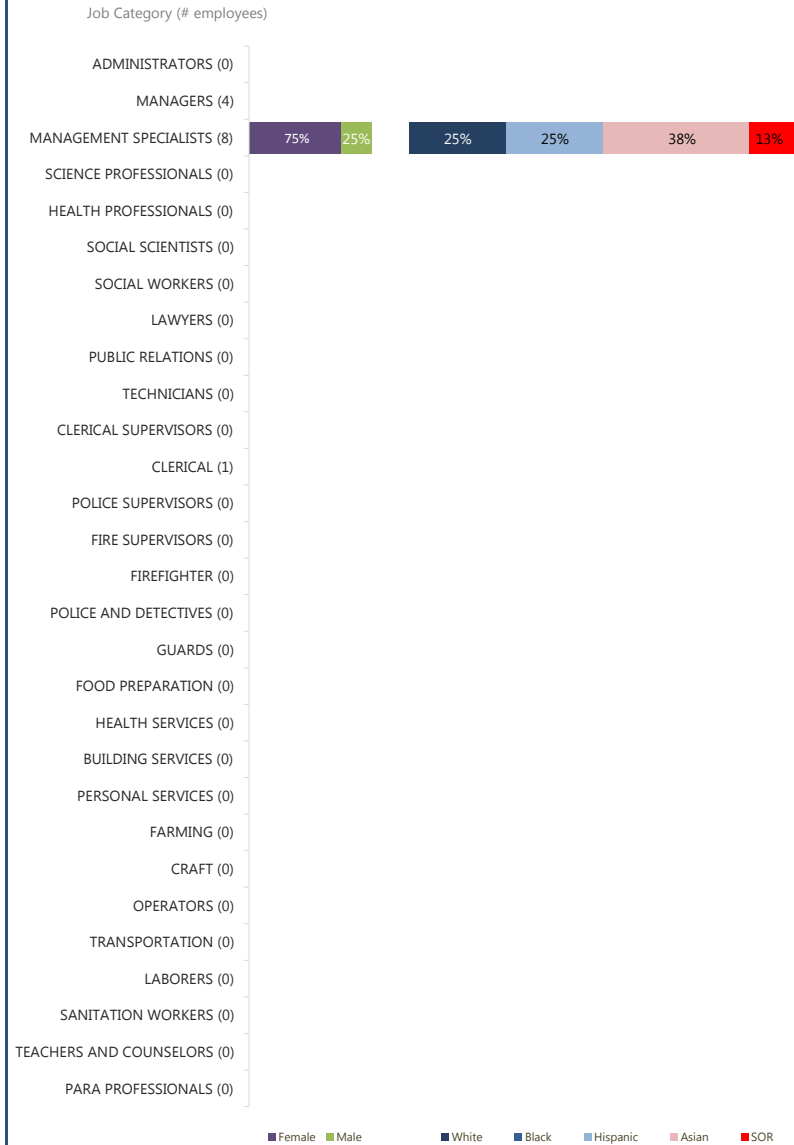 Job Category (# employees)
ADMINISTRATORS (0)
MANAGERS (4)
MANAGEMENT SPECIALISTS (8) 75% 25% 25% 25% 38% 13%
SCIENCE PROFESSIONALS (0)
HEALTH PROFESSIONALS (0)
SOCIAL SCIENTISTS (0)
SOCIAL WORKERS (0)
LAWYERS (0)
PUBLIC RELATIONS (0)
TECHNICIANS (0)
CLERICAL SUPERVISORS (0)
CLERICAL (1)
POLICE SUPERVISORS (0)
FIRE SUPERVISORS (0)
FIREFIGHTER (0)
POLICE AND DETECTIVES (0)
GUARDS (0)
FOOD PREPARATION (0)
HEALTH SERVICES (0)
BUILDING SERVICES (0)
PERSONAL SERVICES (0)
FARMING (0)
CRAFT (0)
OPERATORS (0)
TRANSPORTATION (0)
LABORERS (0)
SANITATION WORKERS (0)
TEACHERS AND COUNSELORS (0)
PARA PROFESSIONALS (0)
Female Male White Black Hispanic Asian SOR